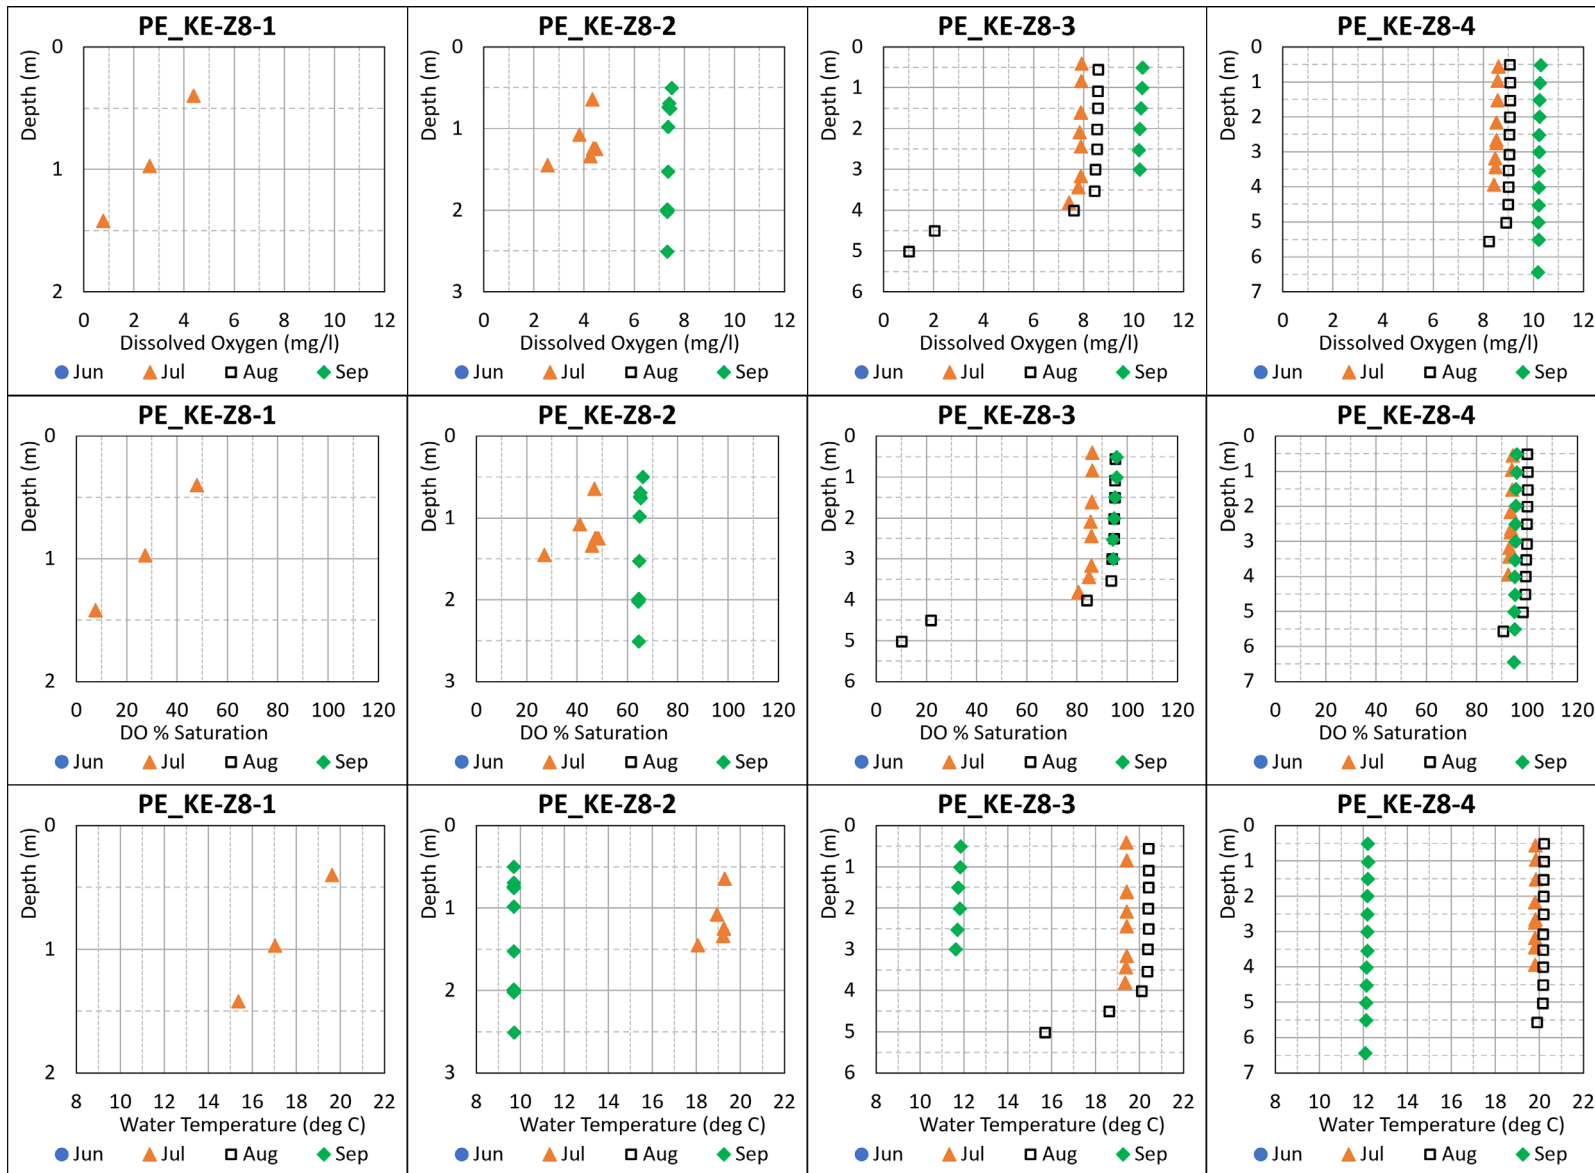 PE_KE-Z8-1
Depth (m)
0
1
2
0 2 4 6 8 10 12
Dissolved Oxygen (mg/l)
Jun Jul Aug Sep
PE_KE-Z8-2
Depth (m)
0
1
2
3
0 2 4 6 8 10 12
Dissolved Oxygen (mg/l)
Jun Jul Aug Sep
PE_KE-Z8-3
Depth (m)
0
1
2
3
4
5
6
0 2 4 6 8 10 12
Dissolved Oxygen (mg/l)
Jun Jul Aug Sep
PE_KE-Z8-4
Depth (m)
0
1
2
3
4
5
6
7
0 2 4 6 8 10 12
Dissolved Oxygen (mg/l)
Jun Jul Aug Sep
PE_KE-Z8-1
Depth (m)
0
1
2
0 20 40 60 80 100 120
DO % Saturation
Jun Jul Aug Sep
PE_KE-Z8-2
Depth (m)
0
1
2
3
0 20 40 60 80 100 120
DO % Saturation
Jun Jul Aug Sep
PE_KE-Z8-3
Depth (m)
0
1
2
3
4
5
6
0 20 40 60 80 100 120
DO % Saturation
Jun Jul Aug Sep
PE_KE-Z8-4
Depth (m)
0
1
2
3
4
5
6
7
0 20 40 60 80 100 120
DO % Saturation
Jun Jul Aug Sep
PE_KE-Z8-1
Depth (m)
0
1
2
8 10 12 14 16 18 20 22
Water Temperature (deg C)
Jun Jul Aug Sep
PE_KE-Z8-2
Depth (m)
0
1
2
3
8 10 12 14 16 18 20 22
Water Temperature (deg C)
Jun Jul Aug Sep
PE_KE-Z8-3
Depth (m)
0
1
2
3
4
5
6
8 10 12 14 16 18 20 22
Water Temperature (deg C)
Jun Jul Aug Sep
PE_KE-Z8-4
Depth (m)
0
1
2
3
4
5
6
7
8 10 12 14 16 18 20 22
Water Temperature (deg C)
Jun Jul Aug Sep